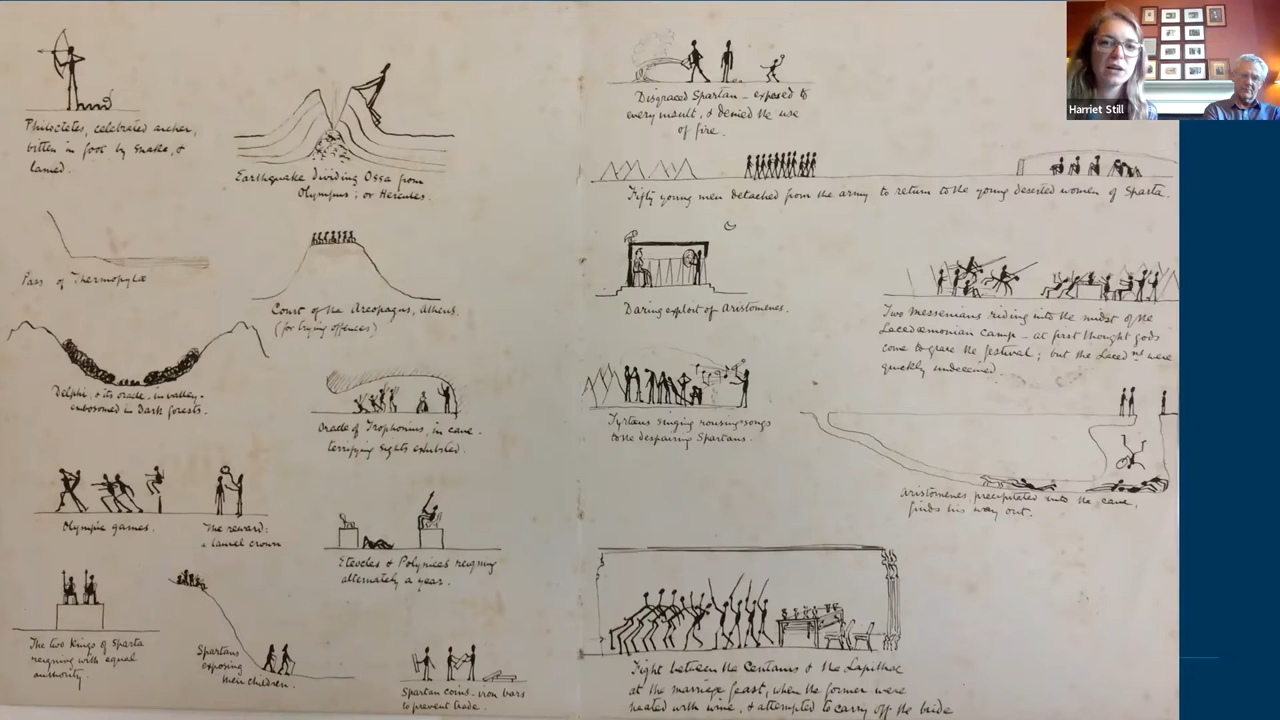 Philoctetes, celebrated archer,
bitten in foot by snake, &
lamed.
Earthquake dividing Ossa from
Olympus; or Hercules.
Pass of Thermopylæ
Court of the Areopagus, Athens.
(for trying offences)
Delphi, & its oracle, in valley -
embosomed in Dark forests.
Oracle of Trophonius, in cave -
terrifying sights exhibited.
Olympic games.
The reward:
a laurel crown
Eteocles & Polynices reigning
alternately a year.
The two Kings of Sparta
reigning with equal
authority.
Spartans
exposing
their children.
Spartan coins - iron bars
to prevent trade.
Disgraced Spartan - exposed to
every insult, & denied the use
of fire.
Fifty young men detached from the army to return to the young deserted women of Sparta.
Daring exploit of Aristomenes.
Two Messenians riding into the midst of the
Lacedæmonian camp - at first thought gods
come to grace the festival; but the Laced.ns were
quickly undeceived
Tyrtæus singing rousing songs
to the despairing Spartans.
Aristomenes, precipitated into the cave,
finds his way out.
Fight between the Centaurs & the Lapithae
at the marriage feast, when the former were
heated with wine, & attempted to carry off the bride
Harriet Still